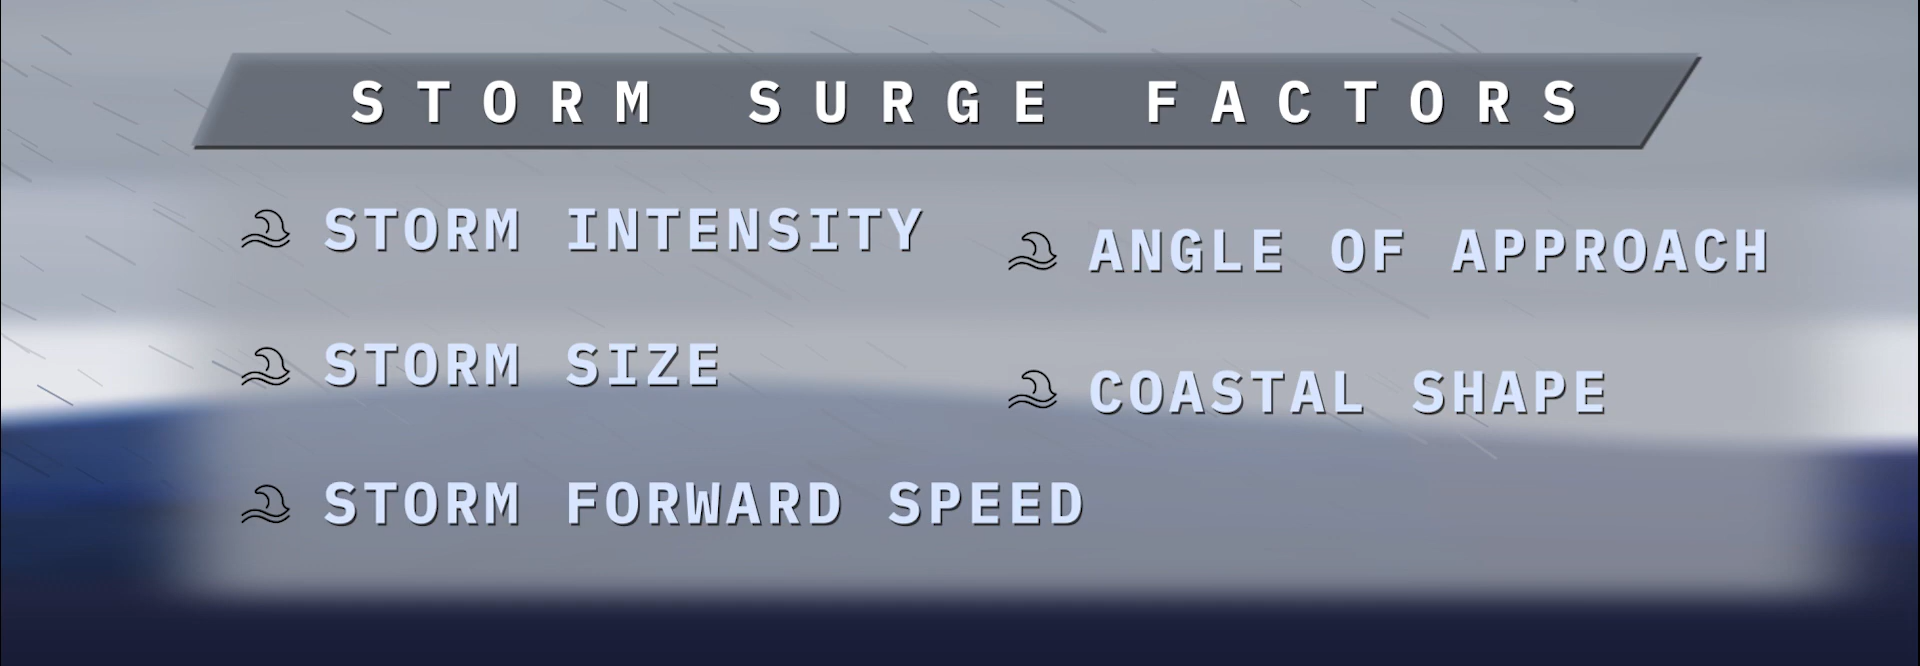 STORM SURGE FACTORS
STORM INTENSITY
STORM SIZE
STORM FORWARD SPEED
ANGLE OF APPROACH
COASTAL SHAPE